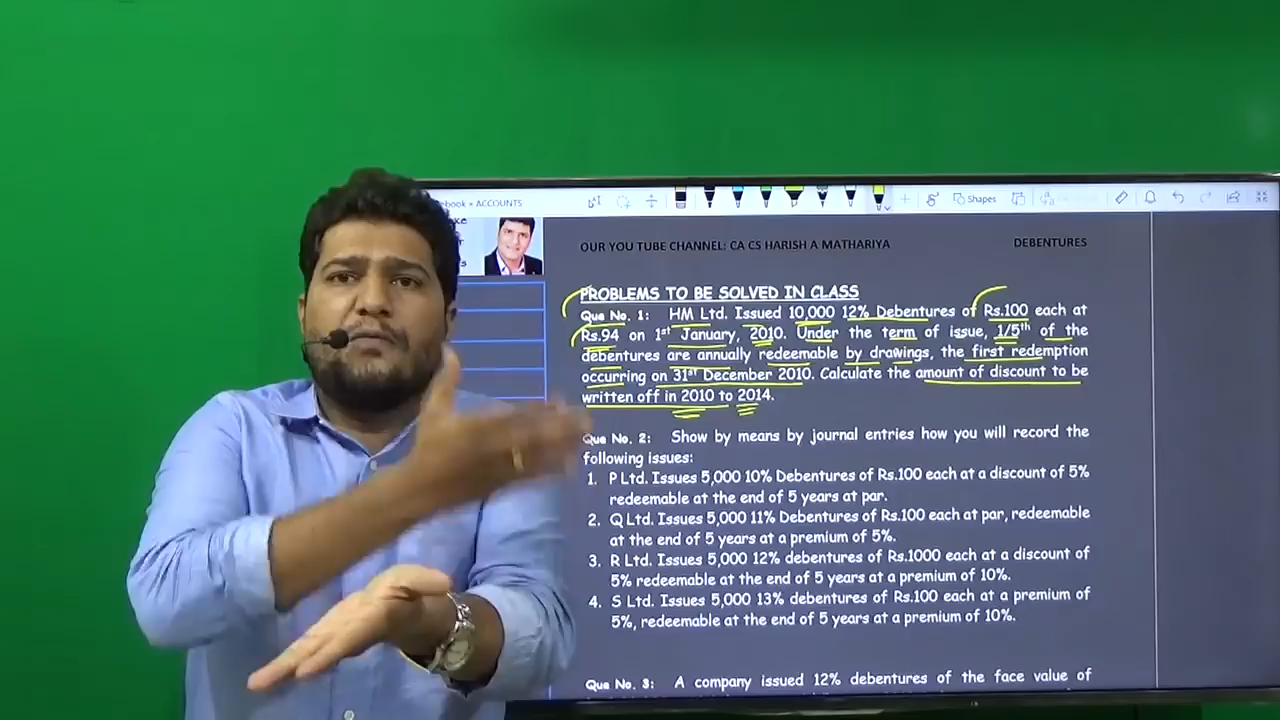 ebook » ACCOUNTS
Shapes
OUR YOU TUBE CHANNEL: CA CS HARISH A MATHARIYA DEBENTURES
PROBLEMS TO BE SOLVED IN CLASS
Que No. 1: HM Ltd. Issued 10,000 12% Debentures of Rs.100 each at
Rs.94 on 1st January, 2010. Under the term of issue, 1/5th of the
debentures are annually redeemable by drawings, the first redemption
occurring on 31st December 2010. Calculate the amount of discount to be
written off in 2010 to 2014.
Que No. 2: Show by means by journal entries how you will record the
following issues:
1. P Ltd. Issues 5,000 10% Debentures of Rs.100 each at a discount of 5%
redeemable at the end of 5 years at par.
2. Q Ltd. Issues 5,000 11% Debentures of Rs.100 each at par, redeemable
at the end of 5 years at a premium of 5%.
3. R Ltd. Issues 5,000 12% debentures of Rs.1000 each at a discount of
5% redeemable at the end of 5 years at a premium of 10%.
4. S Ltd. Issues 5,000 13% debentures of Rs.100 each at a premium of
5%, redeemable at the end of 5 years at a premium of 10%.
Que No. 3: A company issued 12% debentures of the face value of